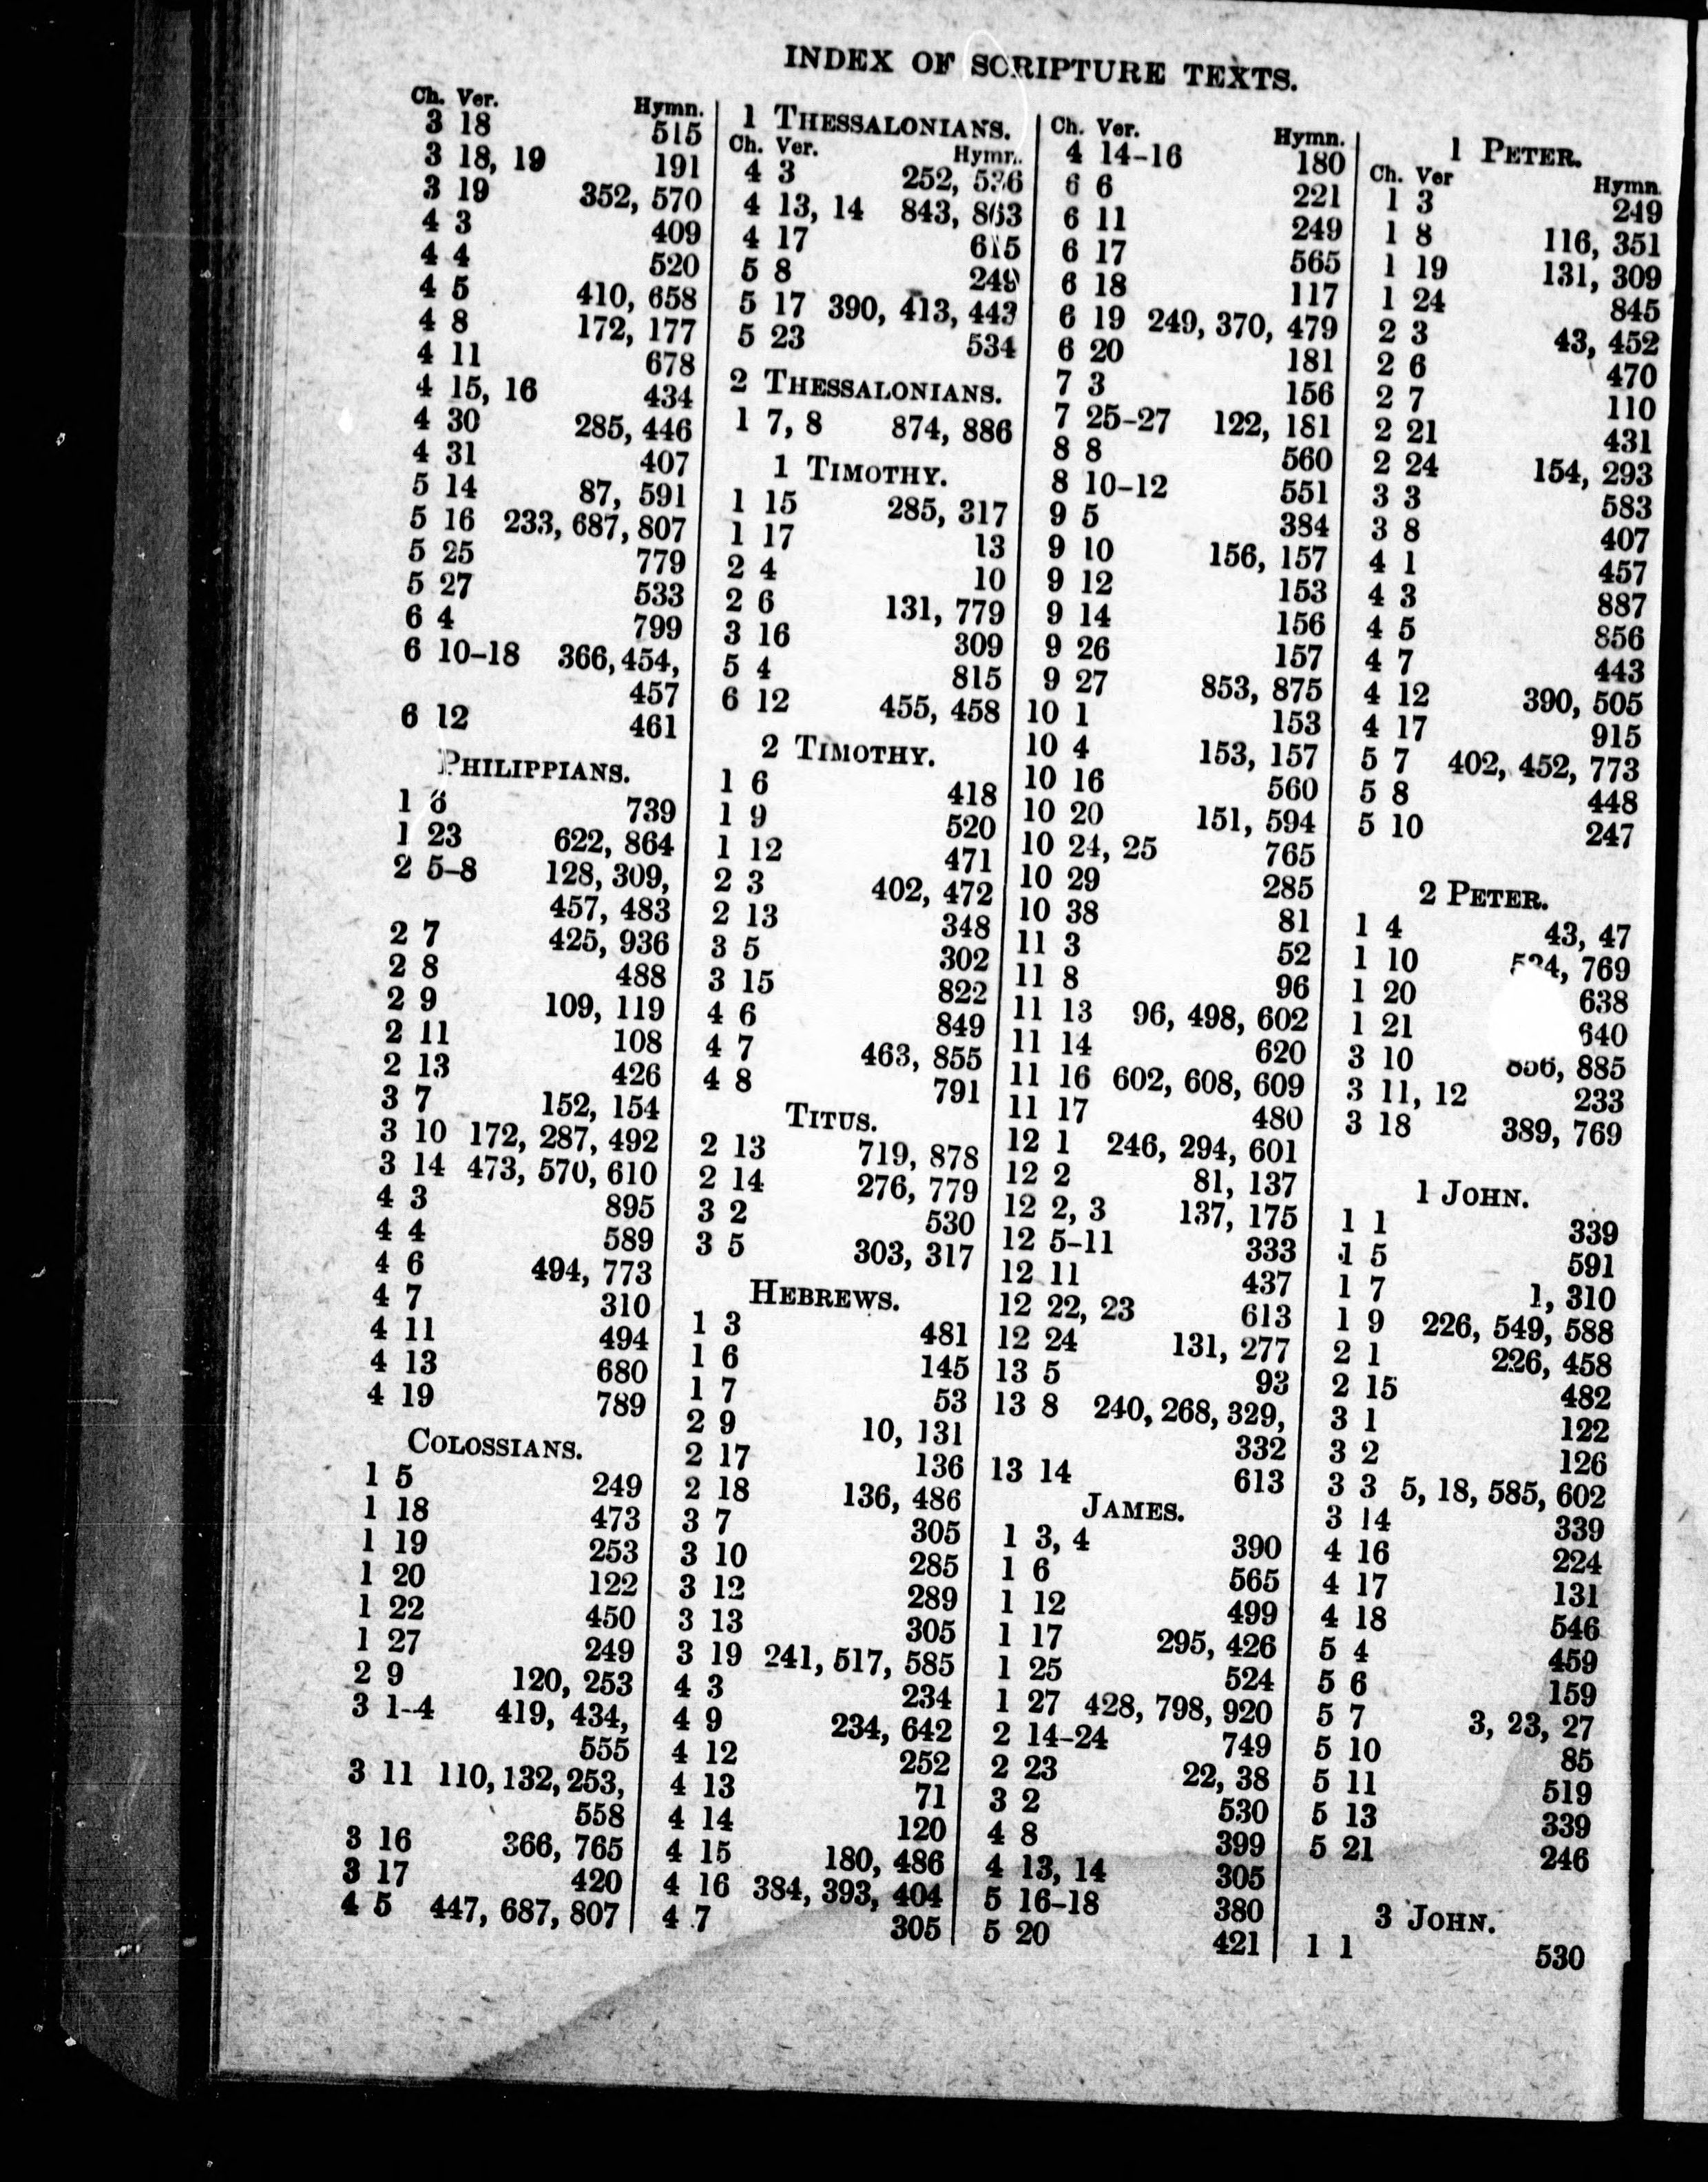 INDEX OF SCRIPTURE TEXTS.
Ch. Ver. Hymn.
3 18 515
3 18, 19 191
3 19 352, 570
4 3 409
4 4 520
4 5 410, 658
4 8 172, 177
4 11 678
4 15, 16 434
4 30 285, 446
4 31 407
5 14 87, 591
5 16 233, 687, 807
5 25 779
5 27 533
6 4 799
6 10-18 366, 454,
457
6 12 461
PHILIPPIANS.
1 6 739
1 23 622, 864
2 5-8 128, 309,
457, 483
2 7 425, 936
2 8 488
2 9 109, 119
2 11 108
2 13 426
3 7 152, 154
3 10 172, 287, 492
3 14 473, 570, 610
4 3 895
4 4 589
4 6 494, 773
4 7 310
4 11 494
4 13 680
4 19 789
COLOSSIANS.
1 5 249
1 18 473
1 19 253
1 20 122
1 22 450
1 27 249
2 9 120, 253
3 1-4 419, 434,
555
3 11 110, 132, 253,
558
3 16 366, 765
3 17 420
4 5 447, 687, 807
1 THESSALONIANS.
Ch. Ver. Hymn.
4 3 252, 536
4 13, 14 843, 863
4 17 615
5 8 249
5 17 390, 413, 443
5 23 534
2 THESSALONIANS.
1 7, 8 874, 886
1 TIMOTHY.
1 15 285, 317
1 17 13
2 4 10
2 6 131, 779
3 16 309
5 4 815
6 12 455, 458
2 TIMOTHY.
1 6 418
1 9 520
1 12 471
2 3 402, 472
2 13 348
3 5 302
3 15 822
4 6 849
4 7 463, 855
4 8 791
TITUS.
2 13 719, 878
2 14 276, 779
3 2 530
3 5 303, 317
HEBREWS.
1 3 481
1 6 145
1 7 53
2 9 10, 131
2 17 136
2 18 136, 486
3 7 305
3 10 285
3 12 289
3 13 305
3 19 241, 517, 585
4 3 234
4 9 234, 642
4 12 252
4 13 71
4 14 120
4 15 180, 486
4 16 384, 393, 404
4 7 305
Ch. Ver. Hymn.
4 14-16 180
6 6 221
6 11 249
6 17 565
6 18 117
6 19 249, 370, 479
6 20 181
7 3 156
7 25-27 122, 181
8 8 560
8 10-12 551
9 5 384
9 10 156, 157
9 12 153
9 14 156
9 26 157
9 27 853, 875
10 1 153
10 4 153, 157
10 16 560
10 20 151, 594
10 24, 25 765
10 29 285
10 38 81
11 3 52
11 8 96
11 13 96, 498, 602
11 14 620
11 16 602, 608, 609
11 17 480
12 1 246, 294, 601
12 2 81, 137
12 2, 3 137, 175
12 5-11 333
12 11 437
12 22, 23 613
12 24 131, 277
13 5 93
13 8 240, 268, 329,
332
13 14 613
JAMES.
1 3, 4 390
1 6 565
1 12 499
1 17 295, 426
1 25 524
1 27 428, 798, 920
2 14-24 749
2 23 22, 38
3 2 530
4 8 399
4 13, 14 305
5 16-18 380
5 20 421
1 PETER.
Ch. Ver Hymn.
1 3 249
1 8 116, 351
1 19 131, 309
1 24 845
2 3 43, 452
2 6 470
2 7 110
2 21 431
2 24 154, 293
3 3 583
3 8 407
4 1 457
4 3 887
4 5 856
4 7 443
4 12 390, 505
4 17 915
5 7 402, 452, 773
5 8 448
5 10 247
2 PETER.
1 4 43, 47
1 10 769
1 20 638
1 21 640
3 10 885
3 11, 12 233
3 18 389, 769
1 JOHN.
1 1 339
1 5 591
1 7 1, 310
1 9 226, 549, 588
2 1 226, 458
2 15 482
3 1 122
3 2 126
3 3 5, 18, 585, 602
3 14 339
4 16 224
4 17 131
4 18 546
5 4 459
5 6 159
5 7 3, 23, 27
5 10 85
5 11 519
5 13 339
5 21 246
3 JOHN.
1 1 530